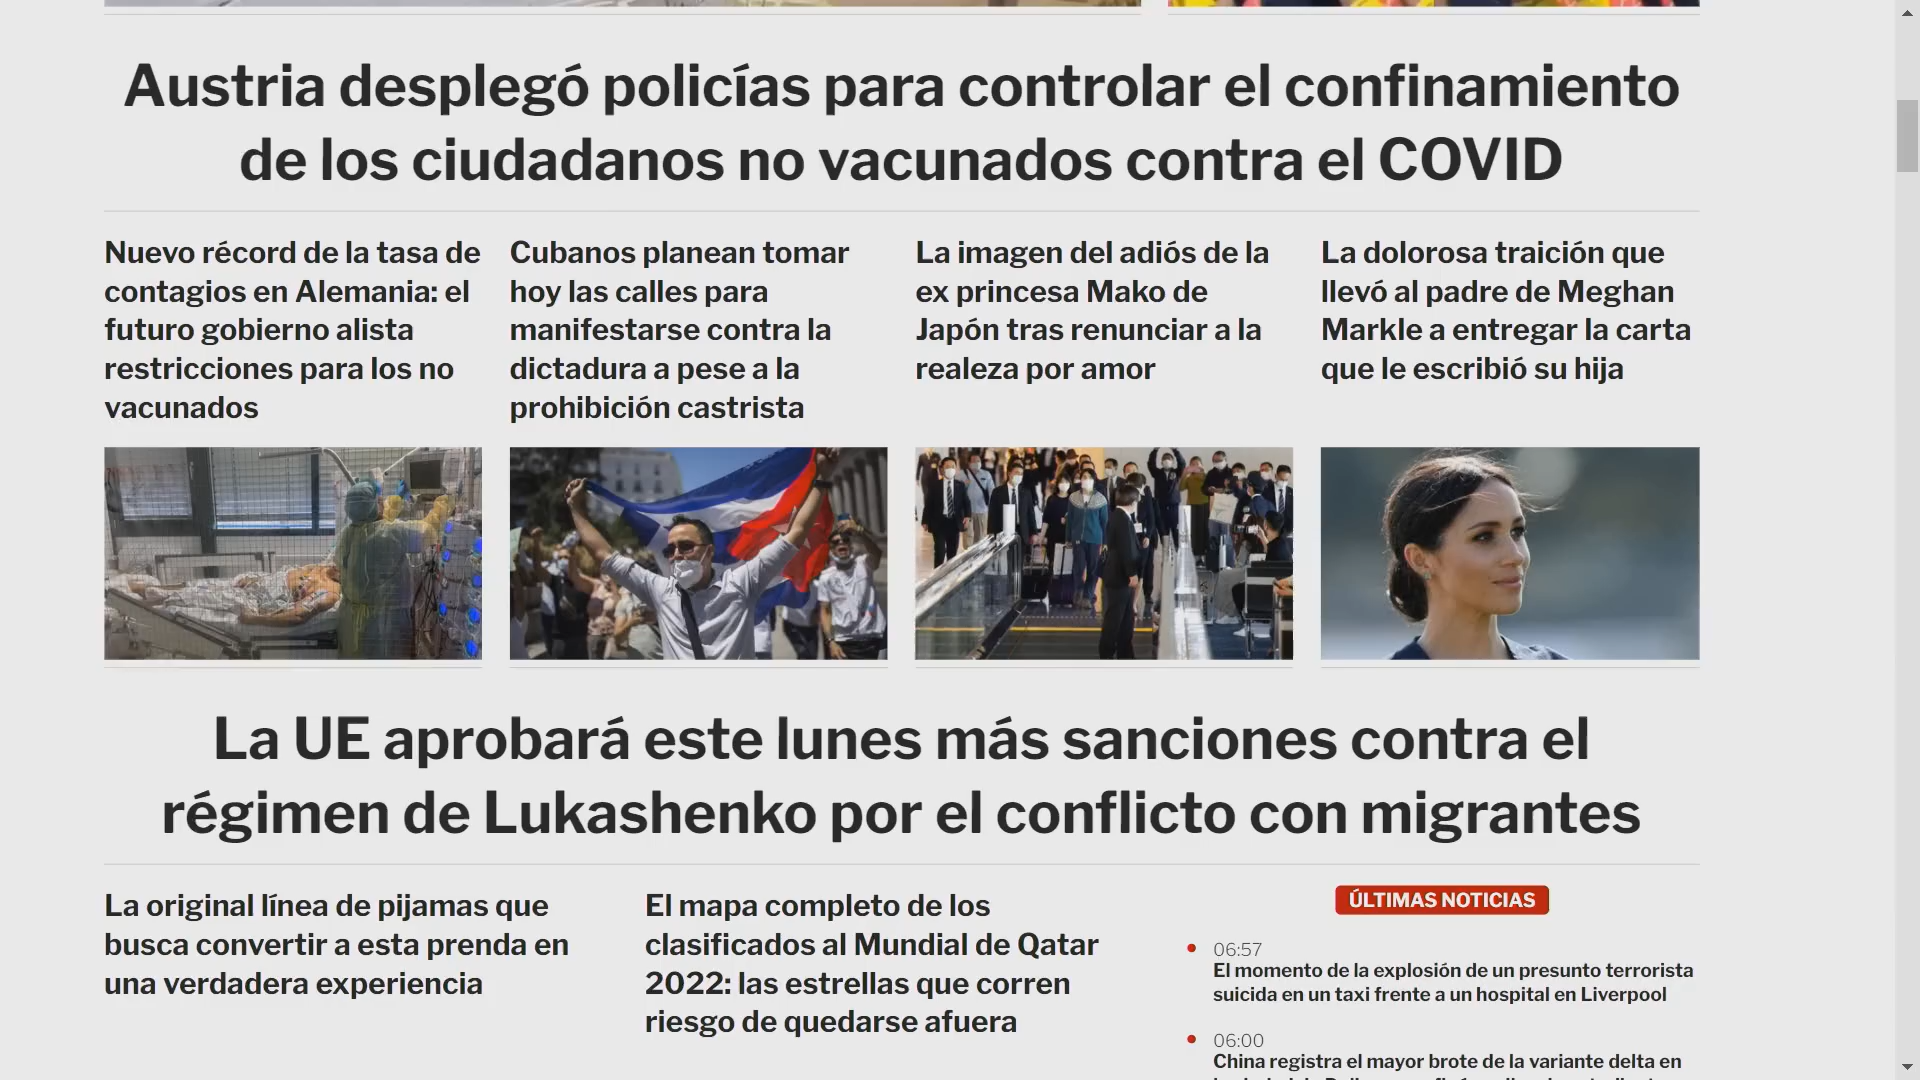 Austria desplegó policías para controlar el confinamiento
de los ciudadanos no vacunados contra el COVID
Nuevo récord de la tasa de
contagios en Alemania: el
futuro gobierno alista
restricciones para los no
vacunados
Cubanos planean tomar
hoy las calles para
manifestarse contra la
dictadura a pese a la
prohibición castrista
La imagen del adiós de la
ex princesa Mako de
Japón tras renunciar a la
realeza por amor
La dolorosa traición que
llevó al padre de Meghan
Markle a entregar la carta
que le escribió su hija
La UE aprobará este lunes más sanciones contra el
régimen de Lukashenko por el conflicto con migrantes
La original línea de pijamas que
busca convertir a esta prenda en
una verdadera experiencia
El mapa completo de los
clasificados al Mundial de Qatar
2022: las estrellas que corren
riesgo de quedarse afuera
ÚLTIMAS NOTICIAS
06:57
El momento de la explosión de un presunto terrorista
suicida en un taxi frente a un hospital en Liverpool
06:00
China registra el mayor brote de la variante delta en